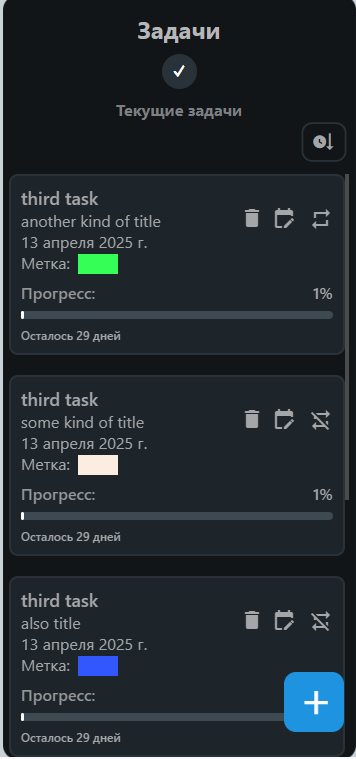 Задачи
Текущие задачи
third task
another kind of title
13 апреля 2025 г.
Метка:
Прогресс: 1%
Осталось 29 дней
third task
some kind of title
13 апреля 2025 г.
Метка:
Прогресс: 1%
Осталось 29 дней
third task
also title
13 апреля 2025 г.
Метка:
Прогресс:
Осталось 29 дней